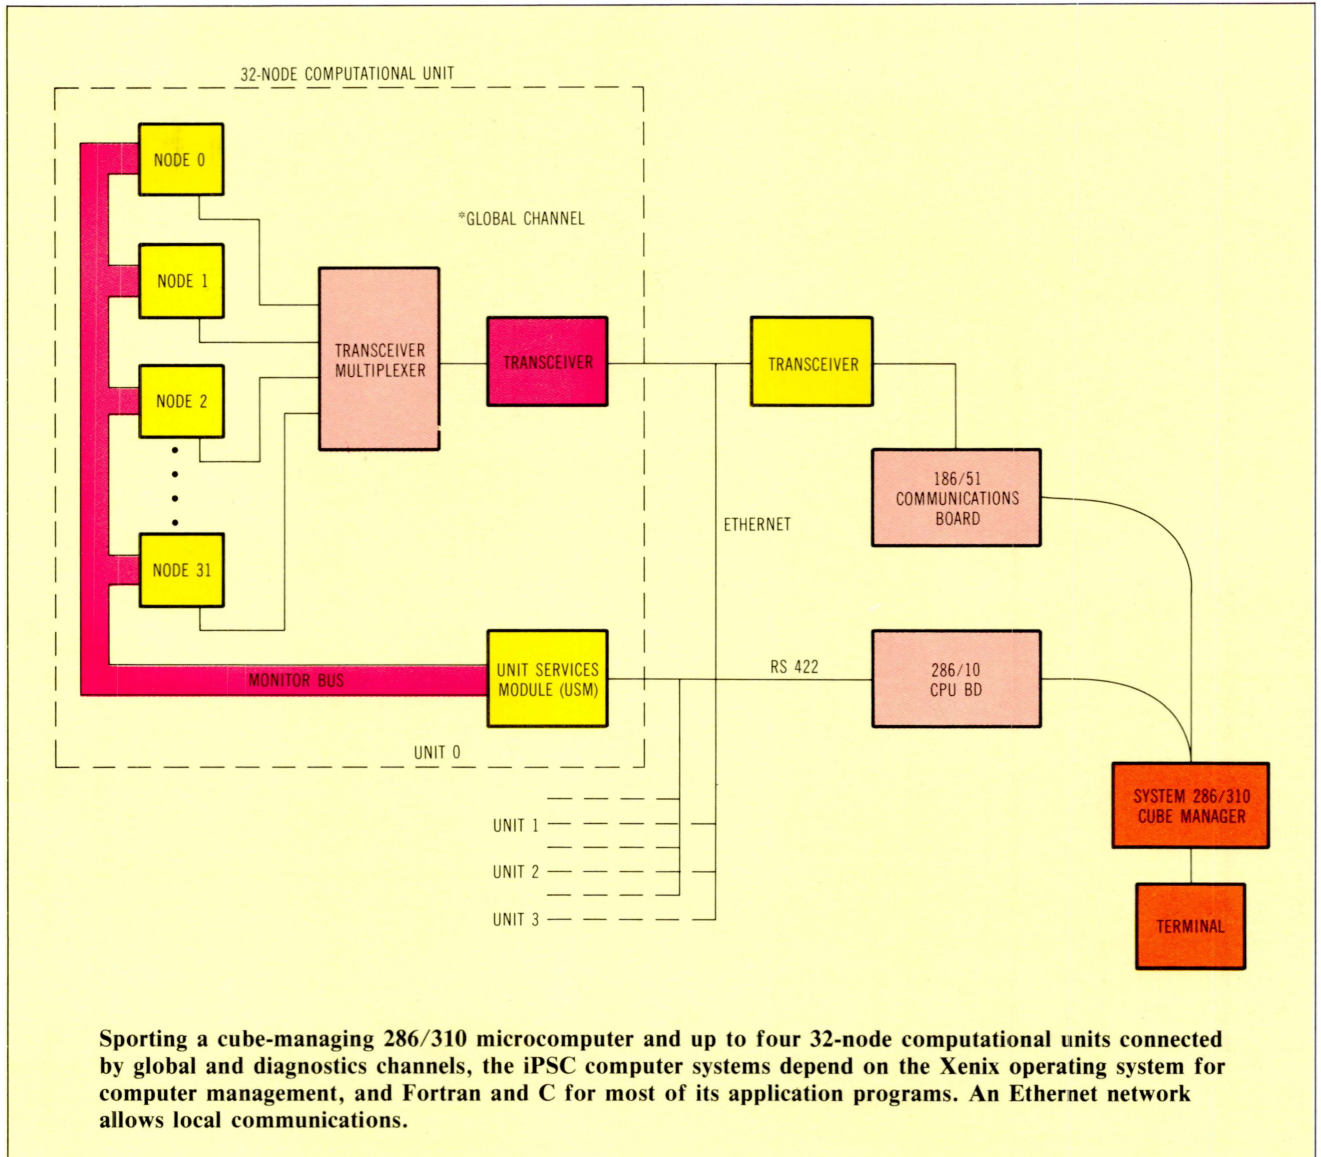 32-NODE COMPUTATIONAL UNIT
NODE 0
*GLOBAL CHANNEL
NODE 1
TRANSCEIVER
MULTIPLEXER
TRANSCEIVER
TRANSCEIVER
NODE 2
186/51
COMMUNICATIONS
BOARD
ETHERNET
NODE 31
UNIT SERVICES
MODULE (USM)
RS 422
286/10
CPU BD
MONITOR BUS
UNIT 0
SYSTEM 286/310
CUBE MANAGER
UNIT 1
UNIT 2
UNIT 3
TERMINAL
Sporting a cube-managing 286/310 microcomputer and up to four 32-node computational units connected
by global and diagnostics channels, the iPSC computer systems depend on the Xenix operating system for
computer management, and Fortran and C for most of its application programs. An Ethernet network
allows local communications.